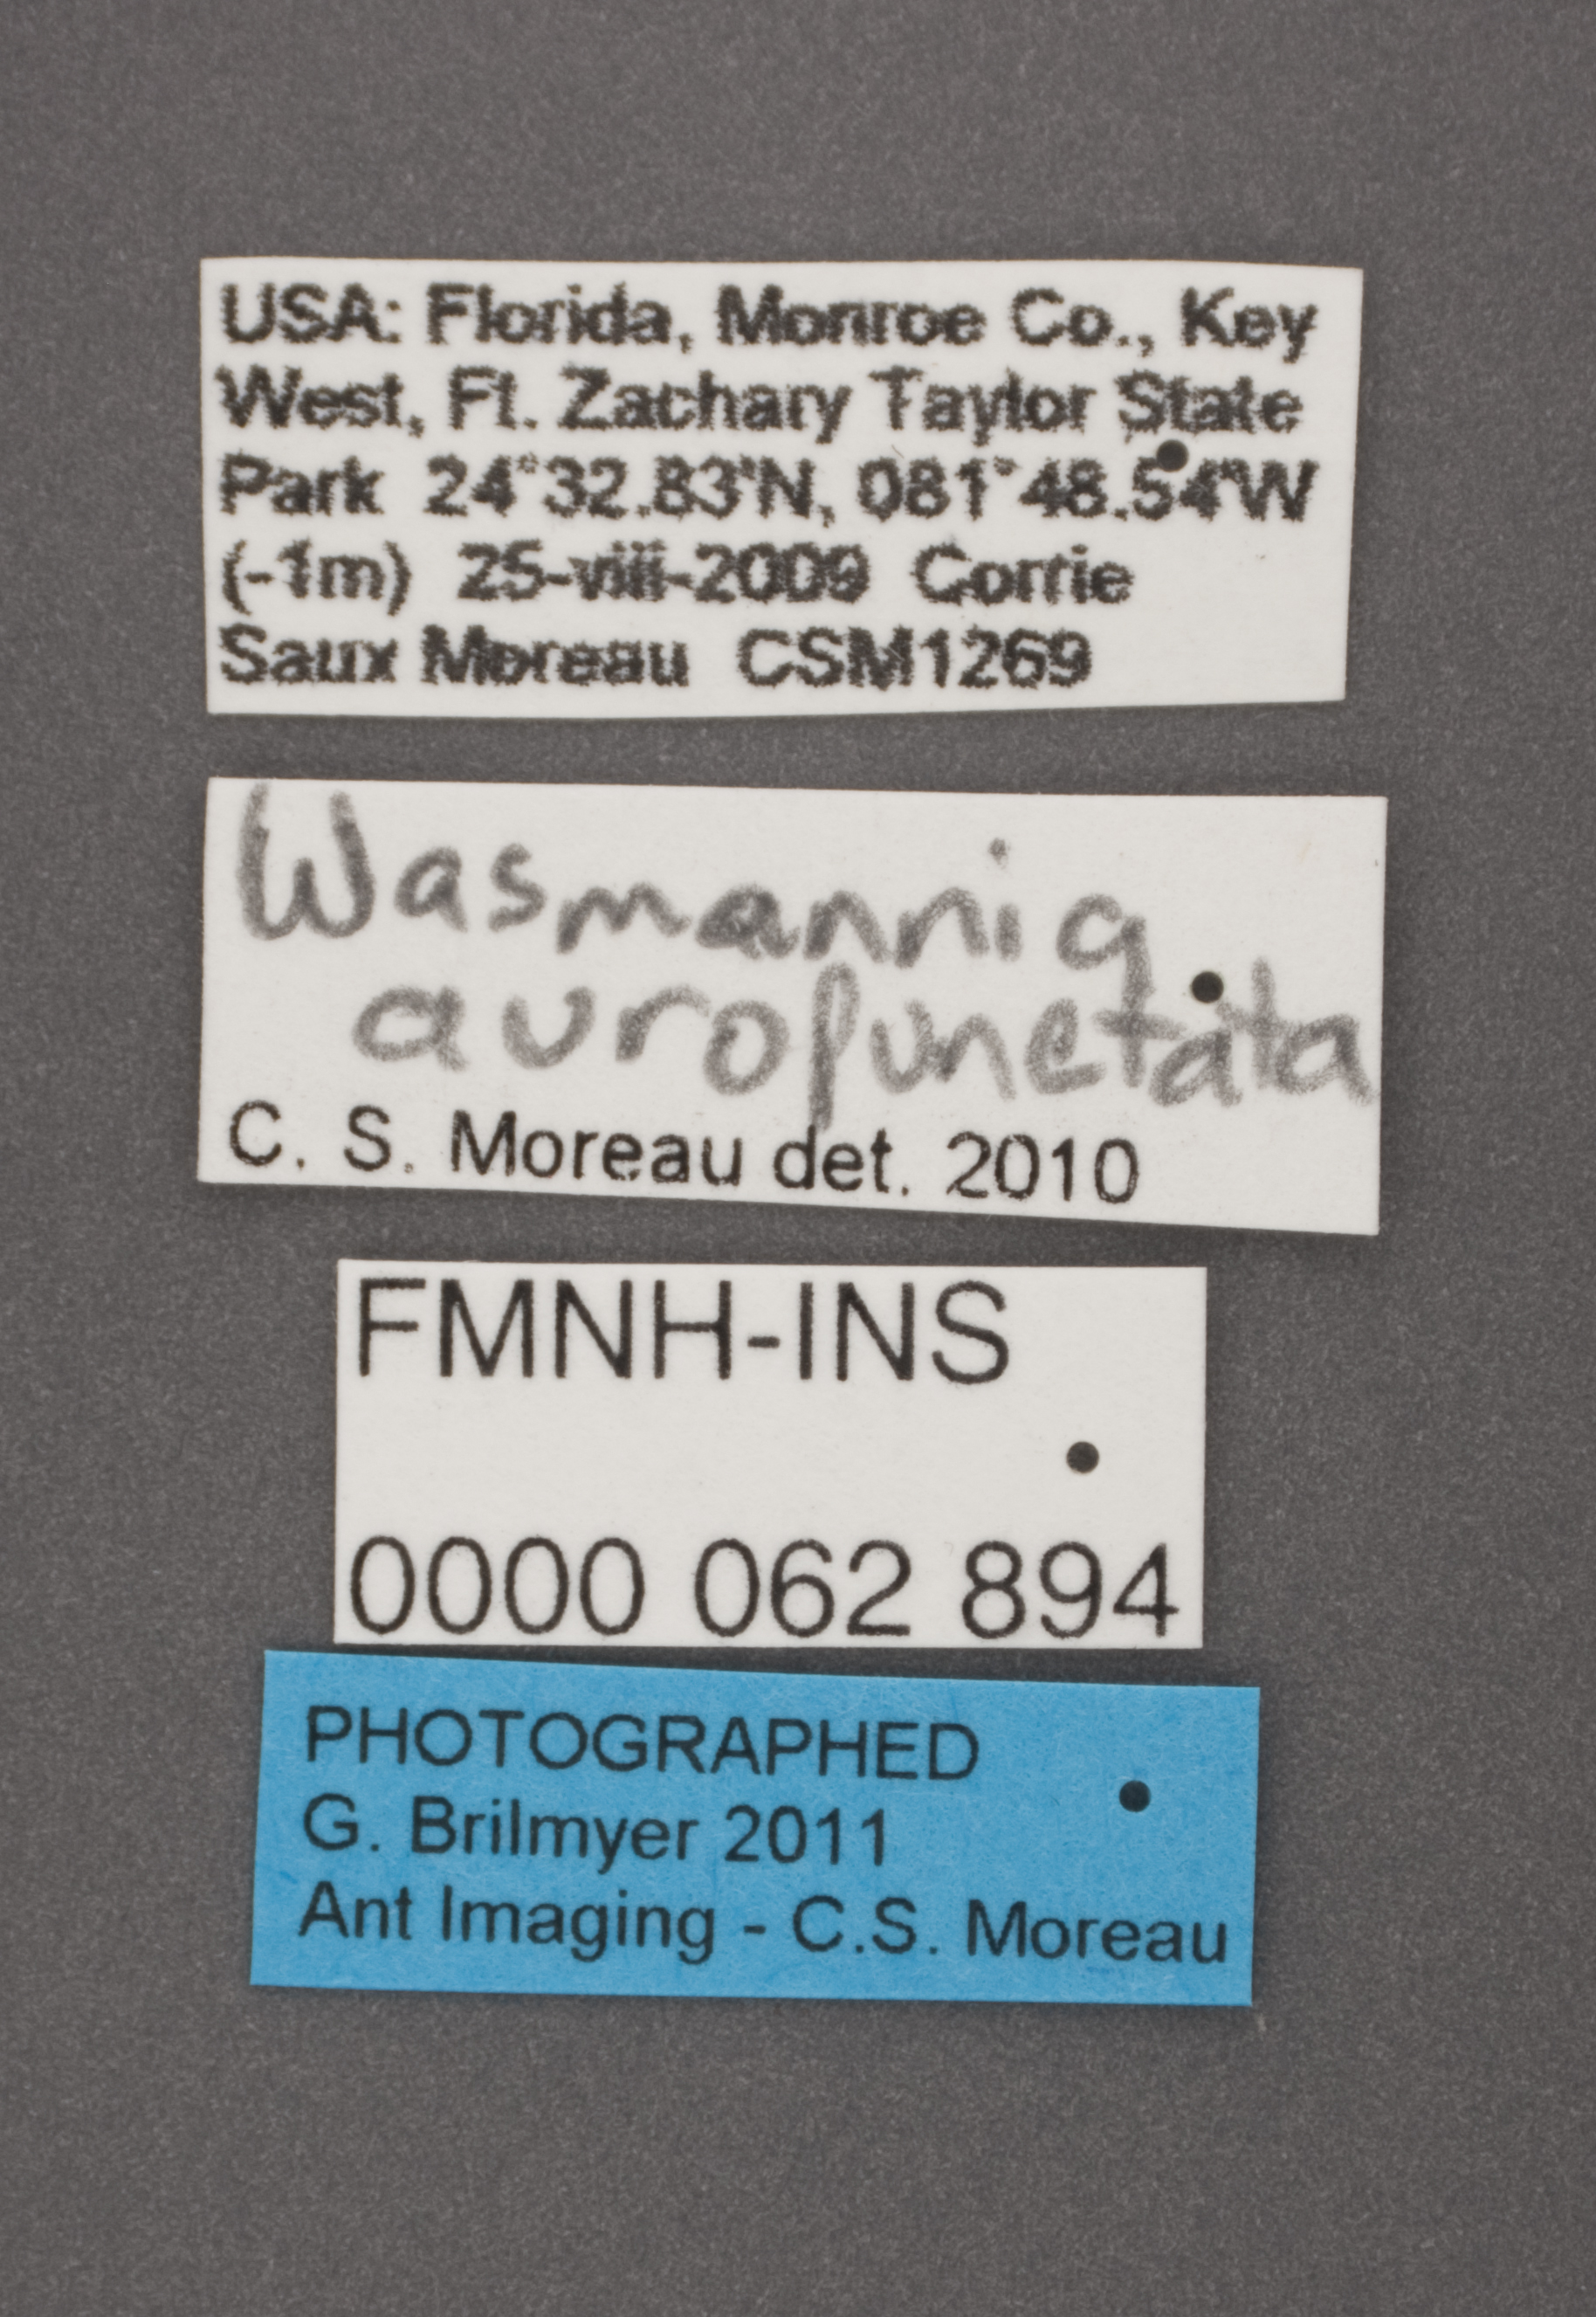 USA: Florida, Monroe Co., Key
West, Ft. Zachary Taylor State
Park 24°32.83'N, 081°48.54'W
(-1m) 25-viii-2009 Corrie
Saux Moreau CSM1269
Wasmannia
auropunctata
C. S. Moreau det. 2010
FMNH-INS
0000 062 894
PHOTOGRAPHED
G. Brilmyer 2011
Ant Imaging - C.S. Moreau